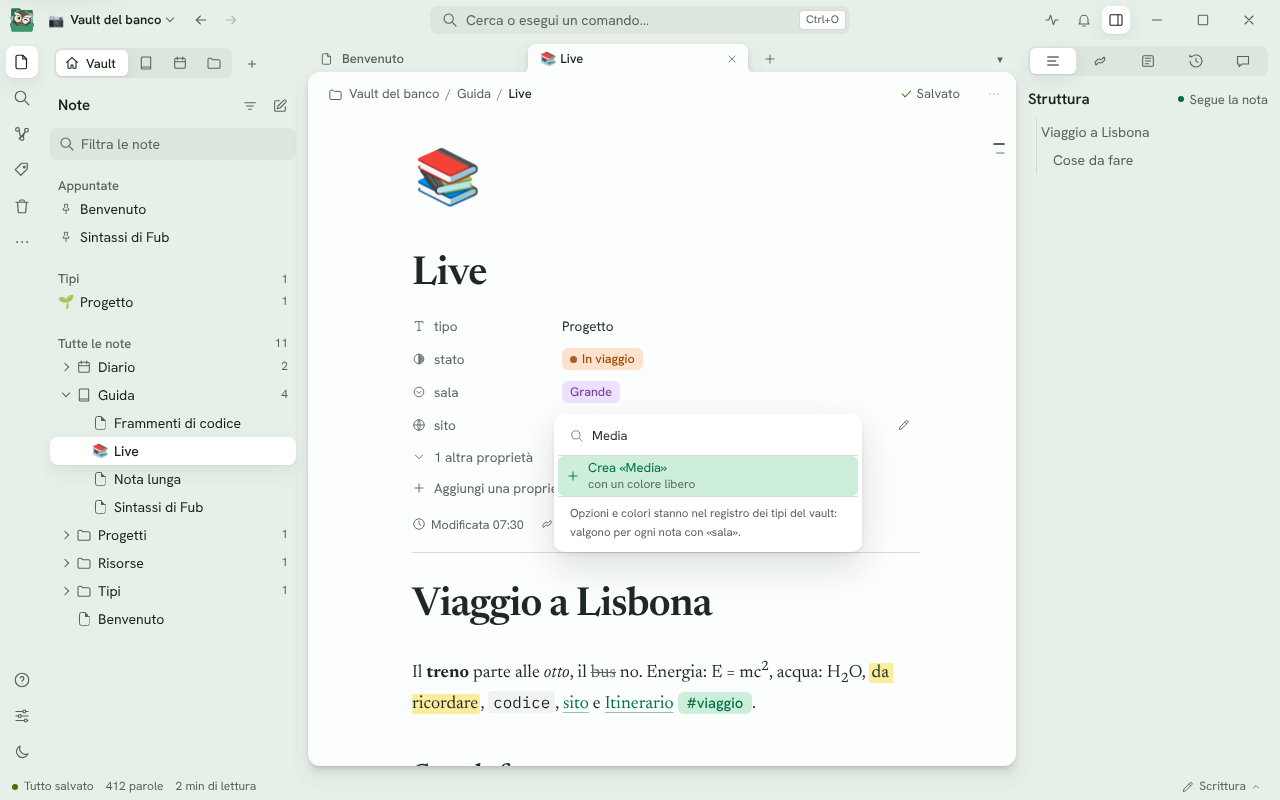 Vault del banco
Cerca o esegui un comando…
Ctrl+O
Vault
Benvenuto
Live
Note
Filtra le note
Appuntate
Benvenuto
Sintassi di Fub
Tipi 1
Progetto 1
Tutte le note 11
Diario 2
Guida 4
Frammenti di codice
Live
Nota lunga
Sintassi di Fub
Progetti 1
Risorse 1
Tipi 1
Benvenuto
Vault del banco / Guida / Live
Salvato
Live
tipo Progetto
stato In viaggio
sala Grande
sito
1 altra proprietà
Aggiungi una proprie
Modificata 07:30
Media
Crea «Media»
con un colore libero
Opzioni e colori stanno nel registro dei tipi del vault:
valgono per ogni nota con «sala».
Viaggio a Lisbona
Il treno parte alle otto, il bus no. Energia: E = mc², acqua: H₂O, da
ricordare, codice, sito e Itinerario #viaggio.
Struttura
Segue la nota
Viaggio a Lisbona
Cose da fare
Tutto salvato 412 parole 2 min di lettura
Scrittura